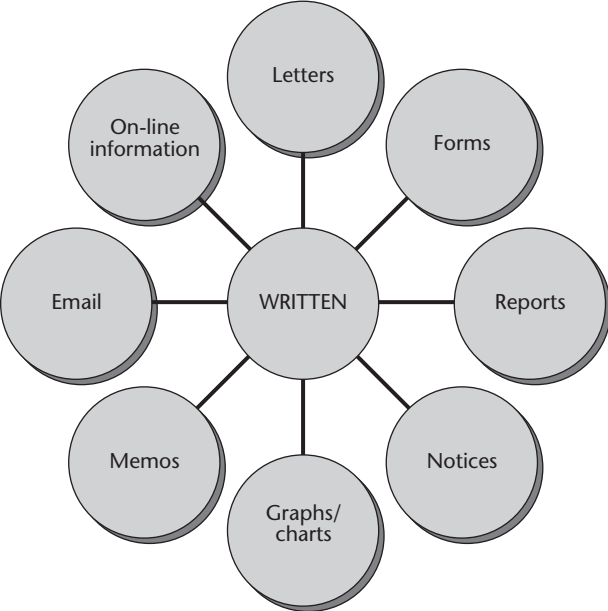 Letters
On-line
information
Forms
Email
WRITTEN
Reports
Memos
Notices
Graphs/
charts